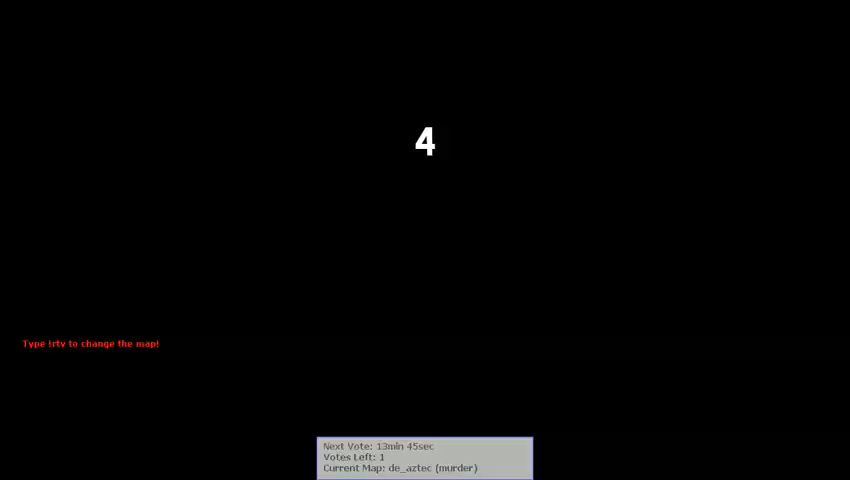 4
Type !rtv to change the map!
Next Vote: 13min 45sec
Votes Left: 1
Current Map: de_aztec (murder)